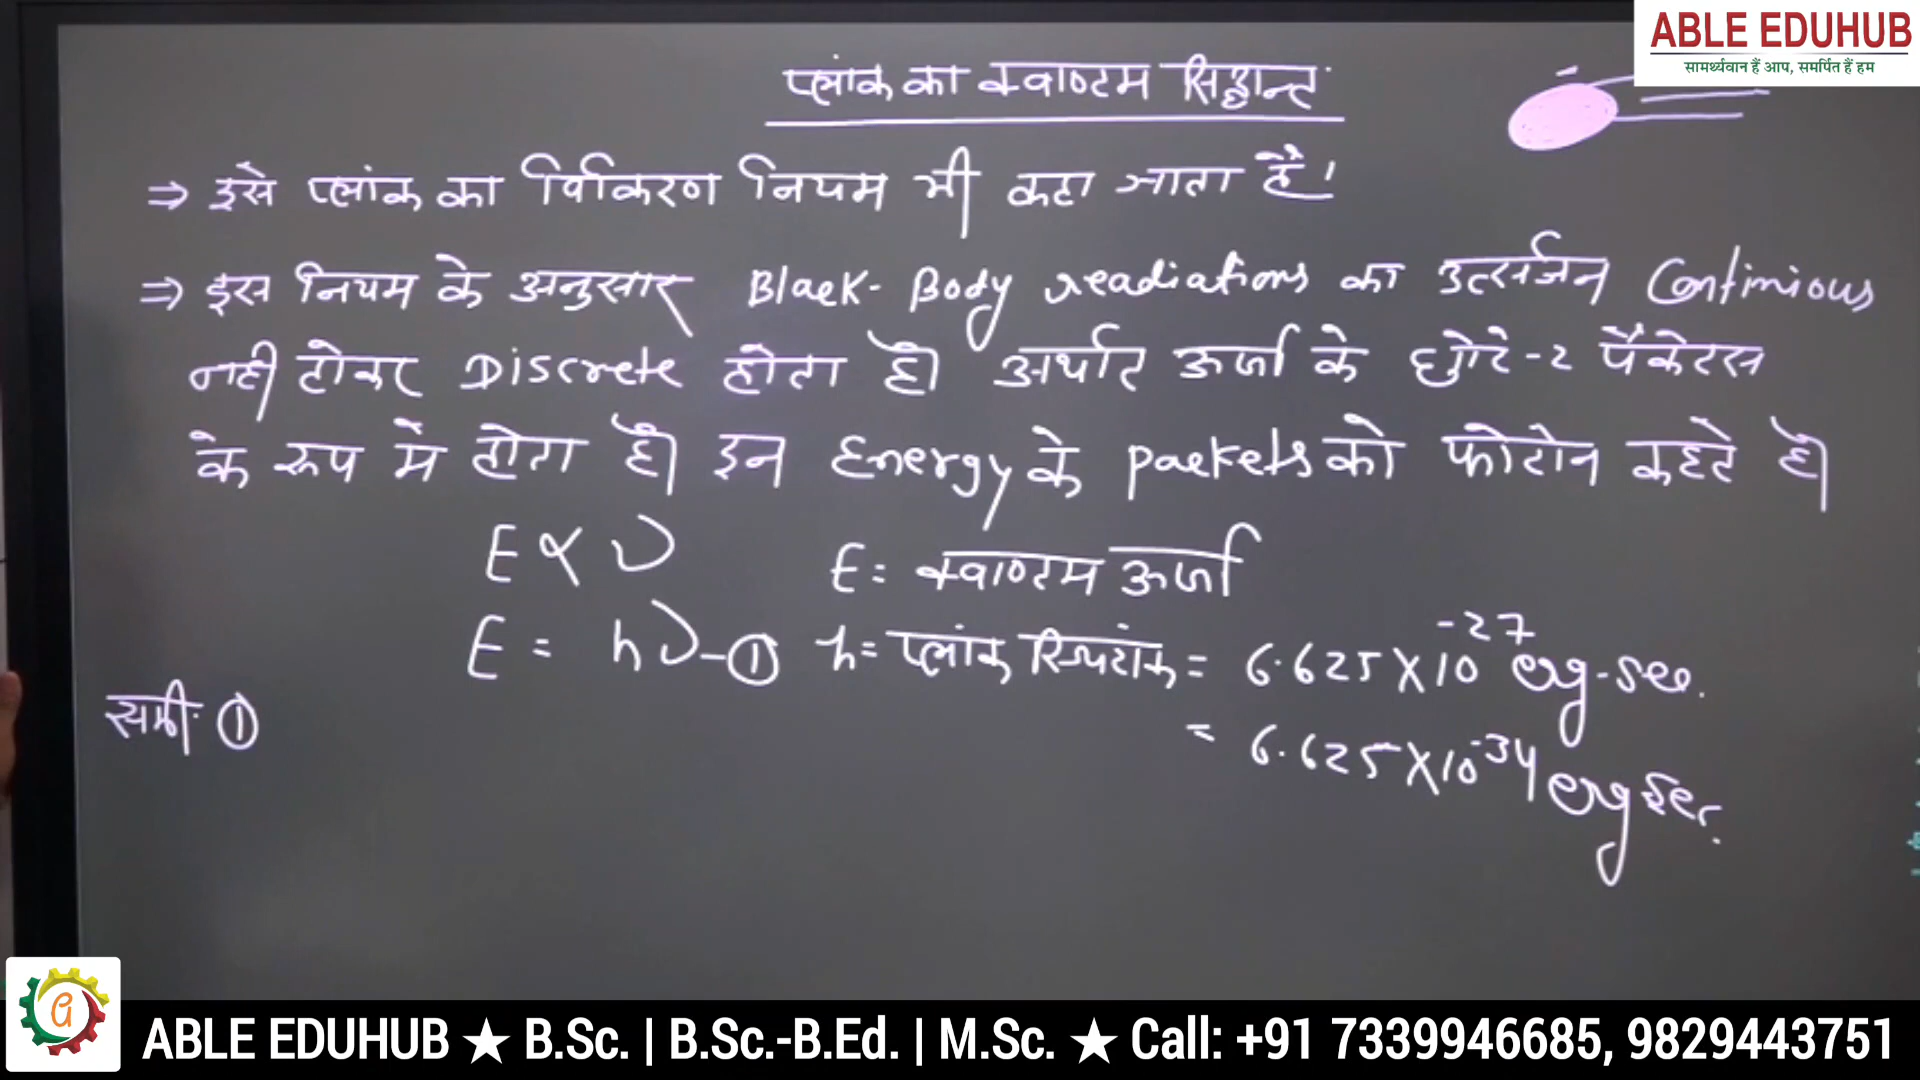 ABLE EDUHUB
सामर्थ्यवान हैं आप, समर्पित हैं हम
प्लांक का क्वाण्टम सिद्धान्त
⇒ इसे प्लांक का विकिरण नियम भी कहा जाता है।
⇒ इस नियम के अनुसार Black-Body readiations का उत्सर्जन Continious
नही होकर Discrete होता है। अर्थात ऊर्जा के छोटे-2 पैकेटस
के रूप में होता है। इन Energy के packets को फोटोन कहते है।
E ∝ ν E = क्वाण्टम ऊर्जा
E = hν -① h = प्लांक स्थिरांक = 6.625 X 10^-27 erg-sec.
समी. ① = 6.625 X 10^-34 erg sec.
ABLE EDUHUB ★ B.Sc. | B.Sc.-B.Ed. | M.Sc. ★ Call: +91 7339946685, 9829443751